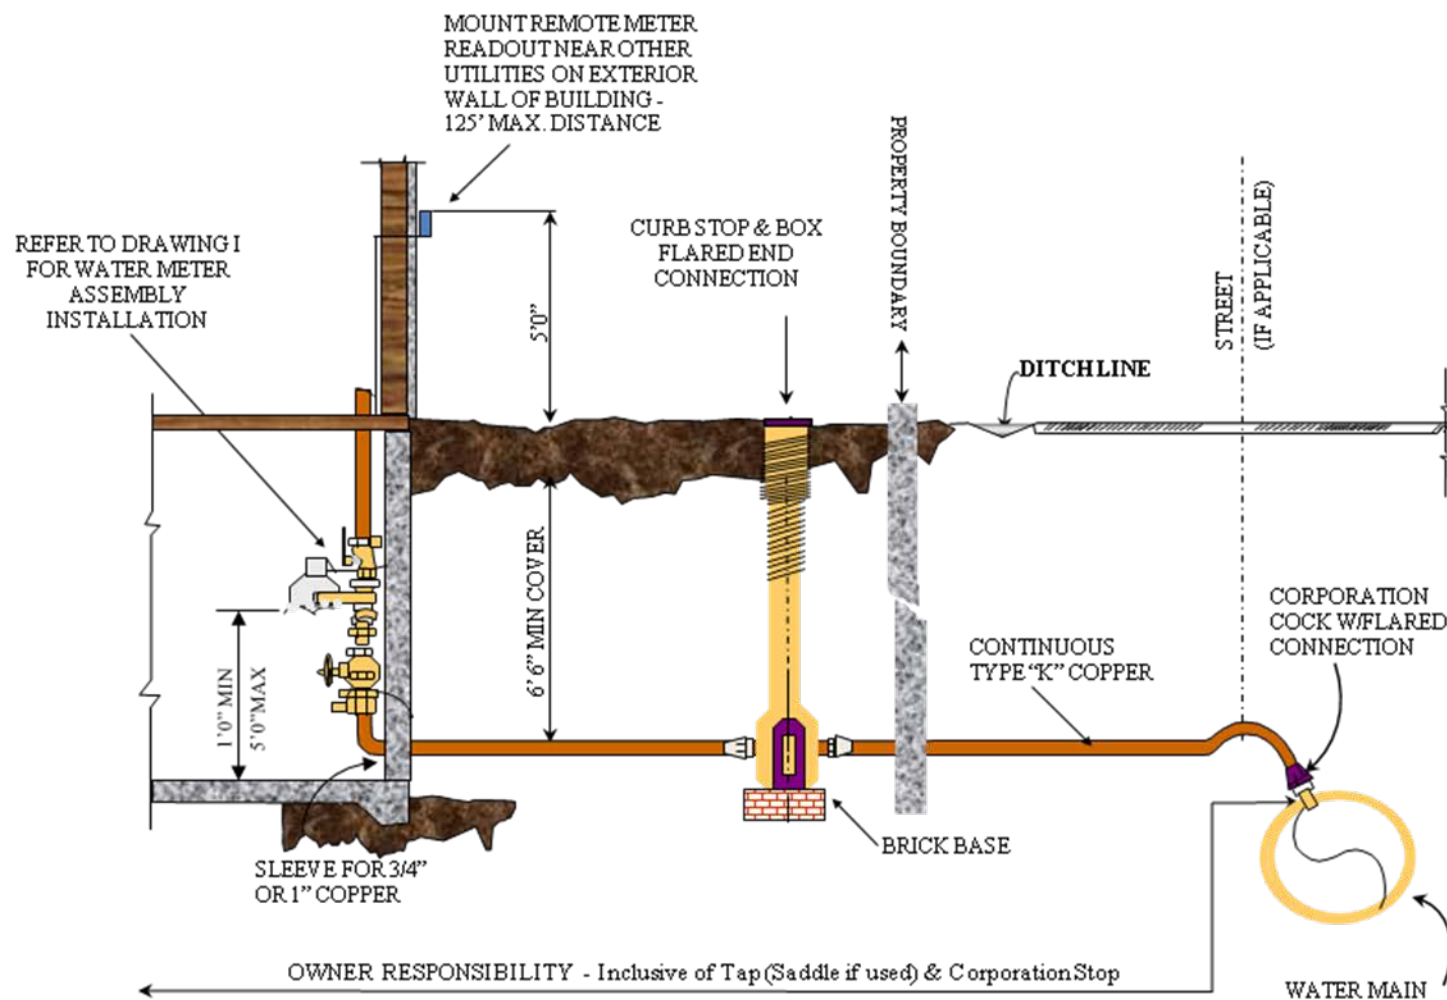 MOUNT REMOTE METER
READOUT NEAR OTHER
UTILITIES ON EXTERIOR
WALL OF BUILDING -
125' MAX. DISTANCE
REFER TO DRAWING I
FOR WATER METER
ASSEMBLY
INSTALLATION
5'0"
CURB STOP & BOX
FLARED END
CONNECTION
PROPERTY BOUNDARY
DITCH LINE
STREET
(IF APPLICABLE)
6' 6" MIN COVER
1'0" MIN
5'0" MAX
CONTINUOUS
TYPE "K" COPPER
CORPORATION
COCK W/FLARED
CONNECTION
BRICK BASE
SLEEVE FOR 3/4"
OR 1" COPPER
OWNER RESPONSIBILITY - Inclusive of Tap (Saddle if used) & Corporation Stop
WATER MAIN